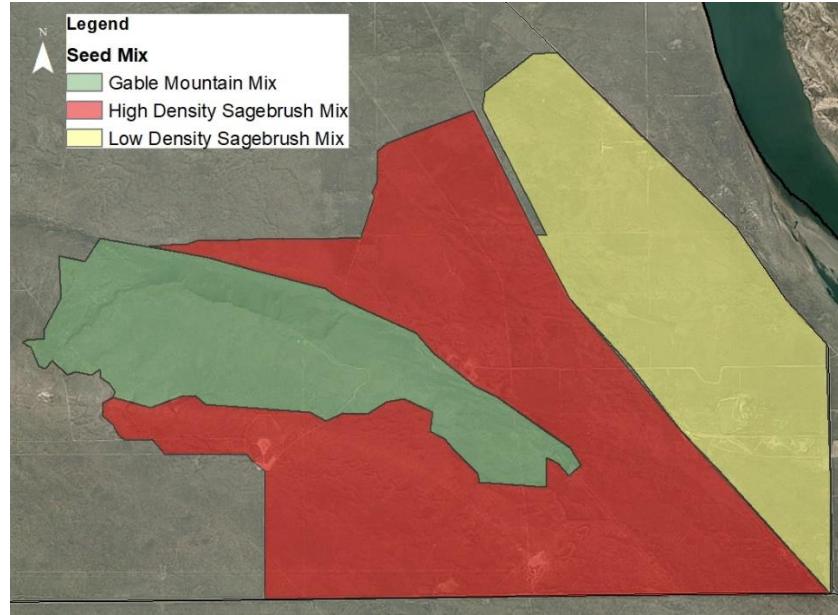 Legend
N
Seed Mix
Gable Mountain Mix
High Density Sagebrush Mix
Low Density Sagebrush Mix